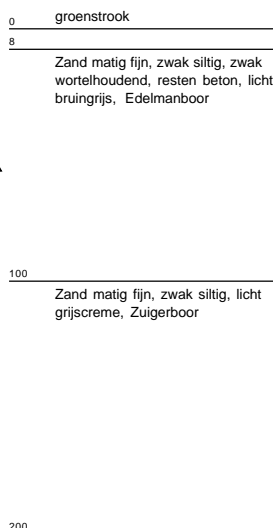 0 groenstrook
8
Zand matig fijn, zwak siltig, zwak
wortelhoudend, resten beton, licht
bruingrijs, Edelmanboor
100
Zand matig fijn, zwak siltig, licht
grijscreme, Zuigerboor
200